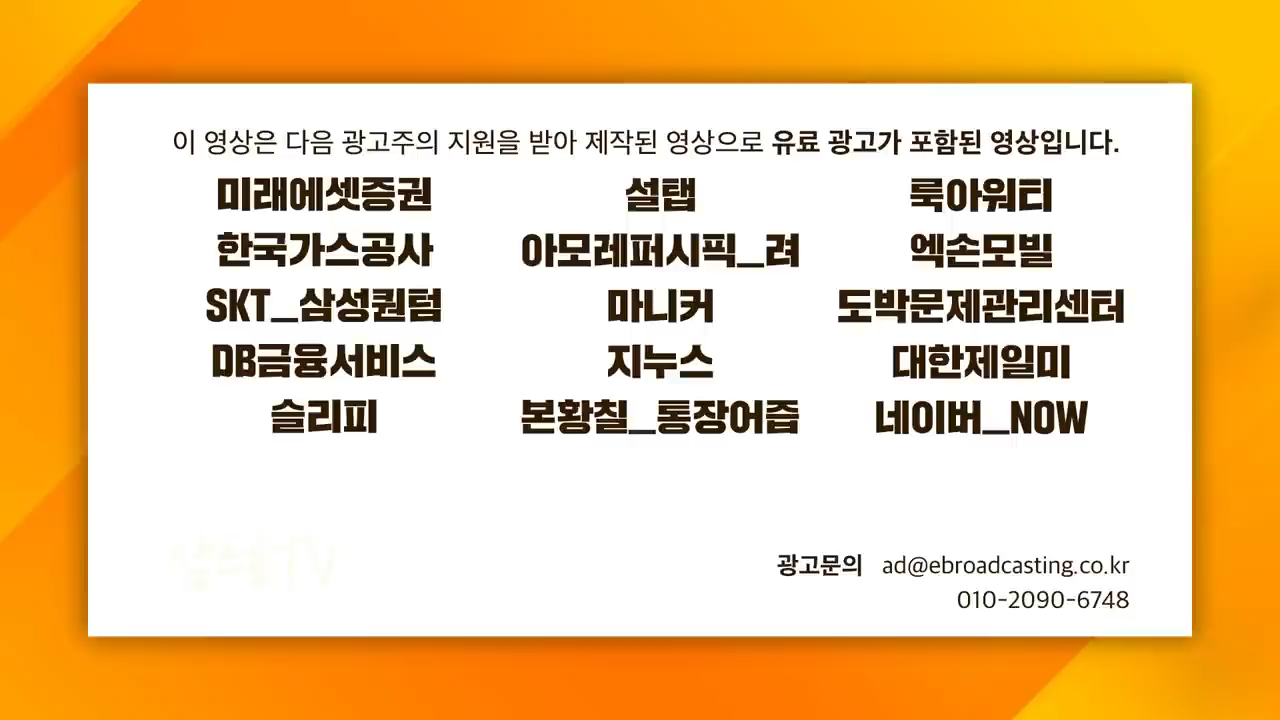 이 영상은 다음 광고주의 지원을 받아 제작된 영상으로 유료 광고가 포함된 영상입니다.
미래에셋증권 설탭 룩아워티
한국가스공사 아모레퍼시픽_려 엑손모빌
SKT_삼성퀀텀 마니커 도박문제관리센터
DB금융서비스 지누스 대한제일미
슬리피 본황칠_통장어즙 네이버_NOW
광고문의 ad@ebroadcasting.co.kr
010-2090-6748